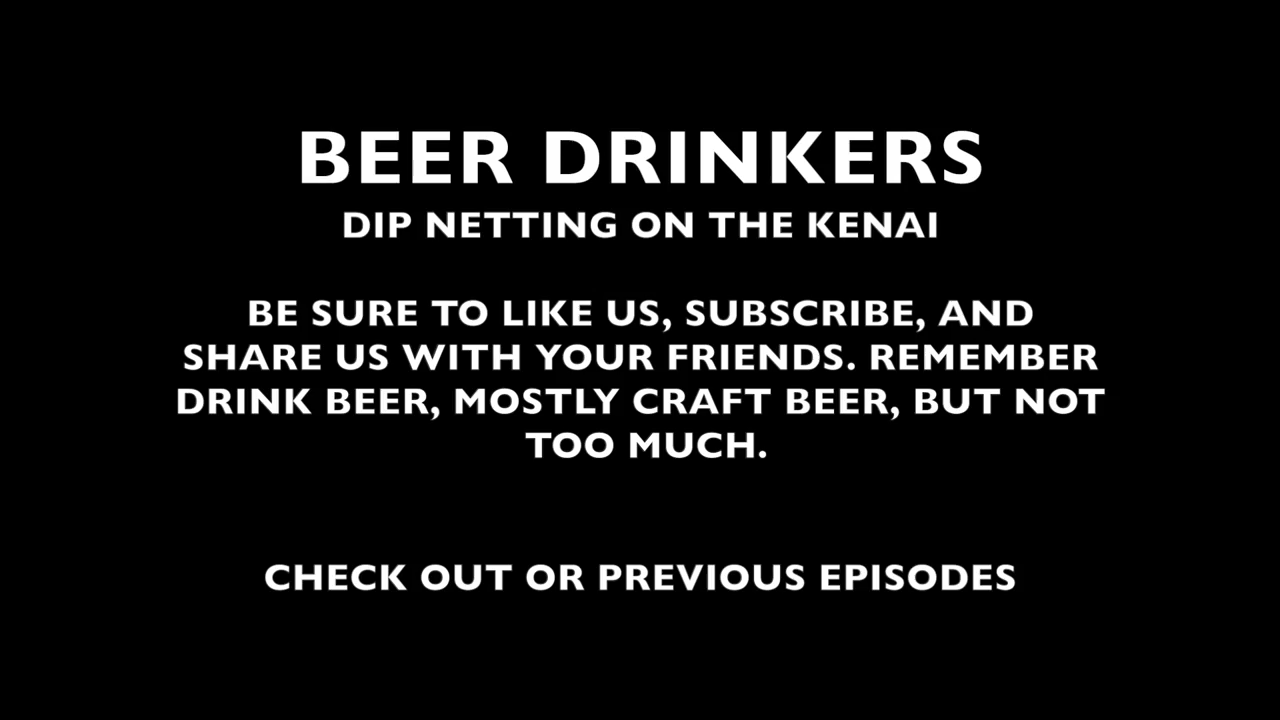 BEER DRINKERS
DIP NETTING ON THE KENAI
BE SURE TO LIKE US, SUBSCRIBE, AND
SHARE US WITH YOUR FRIENDS. REMEMBER
DRINK BEER, MOSTLY CRAFT BEER, BUT NOT
TOO MUCH.
CHECK OUT OR PREVIOUS EPISODES